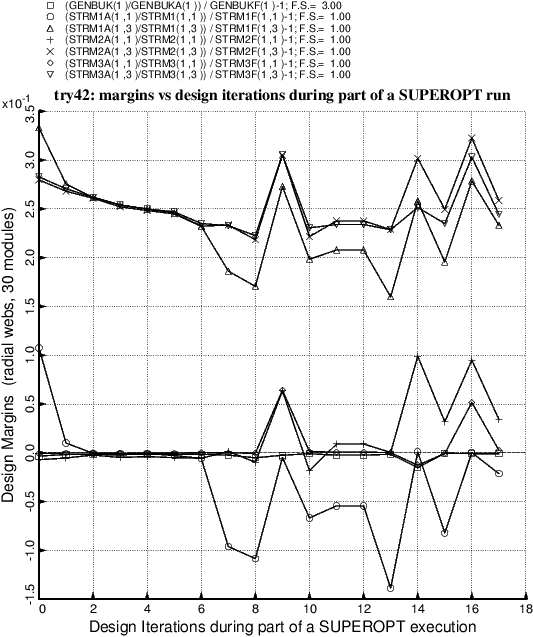 (GENBUK(1 )/GENBUKA(1 )) / GENBUKF(1 )-1; F.S.= 3.00
(STRM1A(1 ,1 )/STRM1(1 ,1 )) / STRM1F(1 ,1 )-1; F.S.= 1.00
(STRM1A(1 ,3 )/STRM1(1 ,3 )) / STRM1F(1 ,3 )-1; F.S.= 1.00
(STRM2A(1 ,1 )/STRM2(1 ,1 )) / STRM2F(1 ,1 )-1; F.S.= 1.00
(STRM2A(1 ,3 )/STRM2(1 ,3 )) / STRM2F(1 ,3 )-1; F.S.= 1.00
(STRM3A(1 ,1 )/STRM3(1 ,1 )) / STRM3F(1 ,1 )-1; F.S.= 1.00
(STRM3A(1 ,3 )/STRM3(1 ,3 )) / STRM3F(1 ,3 )-1; F.S.= 1.00
x10-1
try42: margins vs design iterations during part of a SUPEROPT run
3.5
3.0
2.5
2.0
1.5
1.0
0.5
0.0
-0.5
-1.0
-1.5
Design Margins (radial webs, 30 modules)
0 2 4 6 8 10 12 14 16 18
Design Iterations during part of a SUPEROPT execution